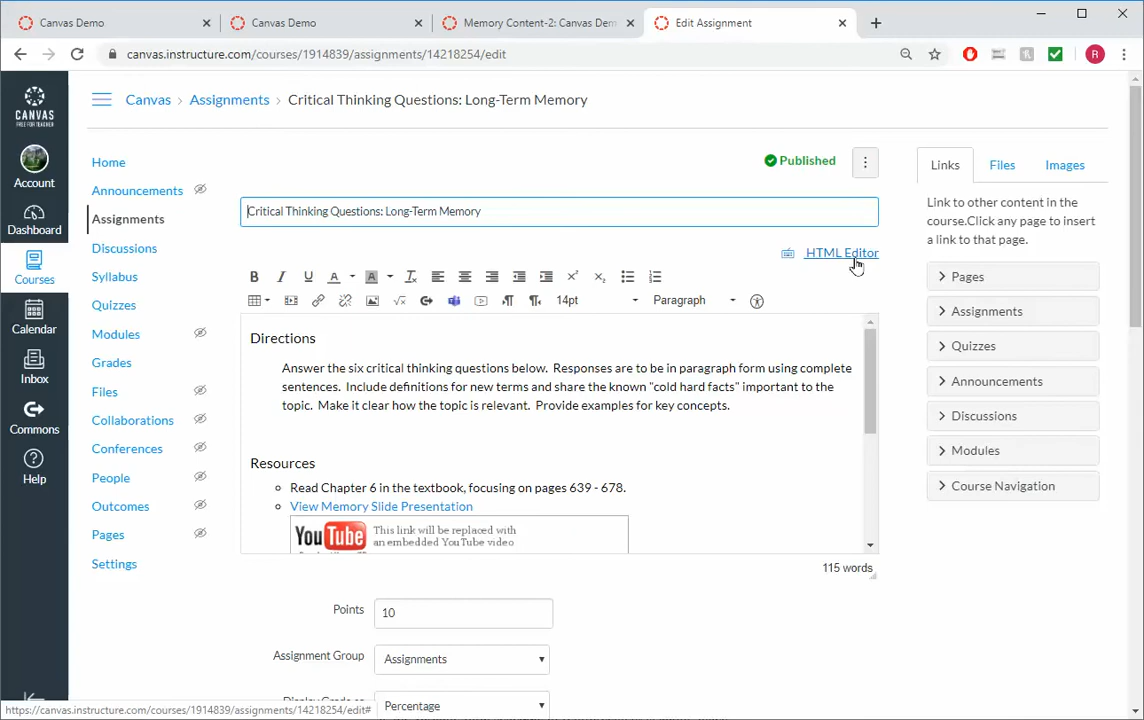 Canvas Demo
Canvas Demo
Memory Content-2: Canvas Dem
Edit Assignment
canvas.instructure.com/courses/1914839/assignments/14218254/edit
R
CANVAS
FREE FOR TEACHER
Account
Dashboard
Courses
Calendar
Inbox
Commons
Help
Canvas > Assignments > Critical Thinking Questions: Long-Term Memory
Home
Announcements
Assignments
Discussions
Syllabus
Quizzes
Modules
Grades
Files
Collaborations
Conferences
People
Outcomes
Pages
Settings
Published
Critical Thinking Questions: Long-Term Memory
HTML Editor
14pt
Paragraph
Directions
Answer the six critical thinking questions below. Responses are to be in paragraph form using complete
sentences. Include definitions for new terms and share the known "cold hard facts" important to the
topic. Make it clear how the topic is relevant. Provide examples for key concepts.
Resources
Read Chapter 6 in the textbook, focusing on pages 639 - 678.
View Memory Slide Presentation
YouTube This link will be replaced with
an embedded YouTube video
115 words
Points 10
Assignment Group Assignments
Display Grade as Percentage
Links Files Images
Link to other content in the
course.Click any page to insert
a link to that page.
Pages
Assignments
Quizzes
Announcements
Discussions
Modules
Course Navigation
https://canvas.instructure.com/courses/1914839/assignments/14218254/edit#